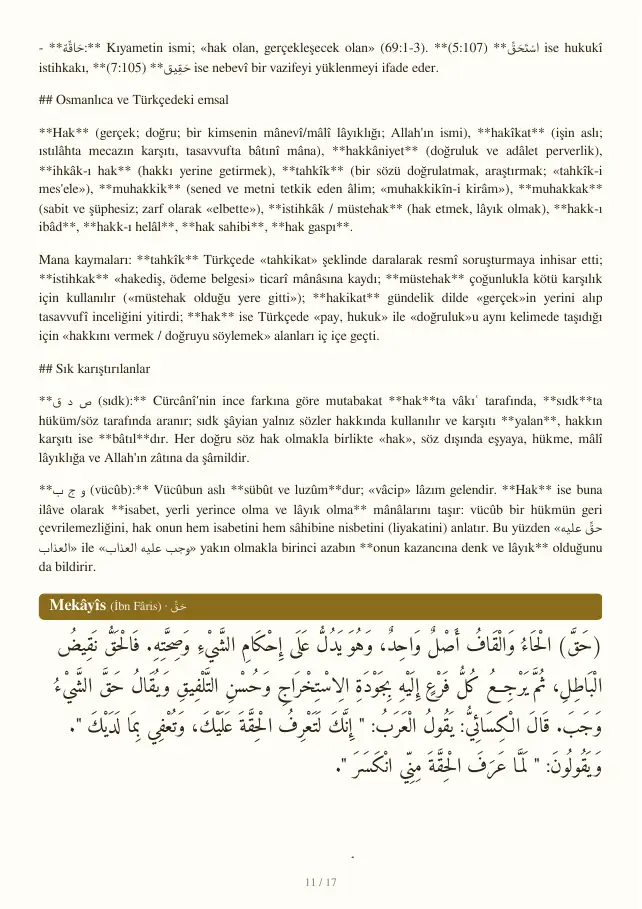 - **حَاقَّة:** Kıyametin ismi; «hak olan, gerçekleşecek olan» (69:1-3). **اسْتَحَقَّ** (5:107) ise hukukî
istihkakı, **حَقِيق** (7:105) ise nebevî bir vazifeyi yüklenmeyi ifade eder.
## Osmanlıca ve Türkçedeki emsal
**Hak** (gerçek; doğru; bir kimsenin mânevî/mâlî lâyıklığı; Allah'ın ismi), **hakîkat** (işin aslı;
ıstılâhta mecazın karşıtı, tasavvufta bâtınî mâna), **hakkâniyet** (doğruluk ve adâlet perverlik),
**ihkâk-ı hak** (hakkı yerine getirmek), **tahkîk** (bir sözü doğrulatmak, araştırmak; «tahkîk-i
mes'ele»), **muhakkik** (sened ve metni tetkik eden âlim; «muhakkikîn-i kirâm»), **muhakkak**
(sabit ve şüphesiz; zarf olarak «elbette»), **istihkâk / müstehak** (hak etmek, lâyık olmak), **hakk-ı
ibâd**, **hakk-ı helâl**, **hak sahibi**, **hak gaspı**.
Mana kaymaları: **tahkîk** Türkçede «tahkikat» şeklinde daralarak resmî soruşturmaya inhisar etti;
**istihkak** «hakediş, ödeme belgesi» ticarî mânâsına kaydı; **müstehak** çoğunlukla kötü karşılık
için kullanılır («müstehak olduğu yere gitti»); **hakikat** gündelik dilde «gerçek»in yerini alıp
tasavvufî inceliğini yitirdi; **hak** ise Türkçede «pay, hukuk» ile «doğruluk»u aynı kelimede taşıdığı
için «hakkını vermek / doğruyu söylemek» alanları iç içe geçti.
## Sık karıştırılanlar
**ص د ق (sıdk):** Cürcânî'nin ince farkına göre mutabakat **hak**ta vâkıʿ tarafında, **sıdk**ta
hüküm/söz tarafında aranır; sıdk şâyian yalnız sözler hakkında kullanılır ve karşıtı **yalan**, hakkın
karşıtı ise **bâtıl**dır. Her doğru söz hak olmakla birlikte «hak», söz dışında eşyaya, hükme, mâlî
lâyıklığa ve Allah'ın zâtına da şâmildir.
**و ج ب (vücûb):** Vücûbun aslı **sübût ve luzûm**dur; «vâcip» lâzım gelendir. **Hak** ise buna
ilâve olarak **isabet, yerli yerince olma ve lâyık olma** mânâlarını taşır: vücûb bir hükmün geri
çevrilemezliğini, hak onun hem isabetini hem sâhibine nisbetini (liyakatini) anlatır. Bu yüzden «حقَّ عليه
العذاب» ile «وجب عليه العذاب» yakın olmakla birinci azabın **onun kazancına denk ve lâyık** olduğunu
da bildirir.
Mekâyîs (İbn Fâris) · حَقّ
(حَقَّ) الْحَاءُ وَالْقَافُ أَصْلٌ وَاحِدٌ، وَهُوَ يَدُلُّ عَلَى إِحْكَامِ الشَّيْءِ وَصِحَّتِهِ. فَالْحَقُّ نَقِيضُ
الْبَاطِلِ، ثُمَّ يَرْجِعُ كُلُّ فَرْعٍ إِلَيْهِ بِجَوْدَةِ الِاسْتِخْرَاجِ وَحُسْنِ التَّلْفِيقِ وَيُقَالُ حَقَّ الشَّيْءُ
وَجَبَ. قَالَ الْكِسَائِيُّ: يَقُولُ الْعَرَبُ: " إِنَّكَ لَتَعْرِفُ الْحِقَّةَ عَلَيْكَ، وَتُعْفِي بِمَا لَدَيْكَ ".
وَيَقُولُونَ: " لَمَّا عَرَفَ الْحِقَّةَ مِنِّي انْكَسَرَ ".
11 / 17